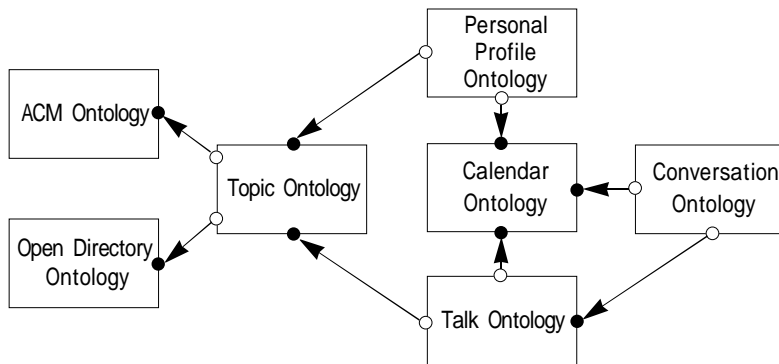 Personal
Profile
Ontology
ACM Ontology
Topic Ontology
Calendar
Ontology
Conversation
Ontology
Open Directory
Ontology
Talk Ontology